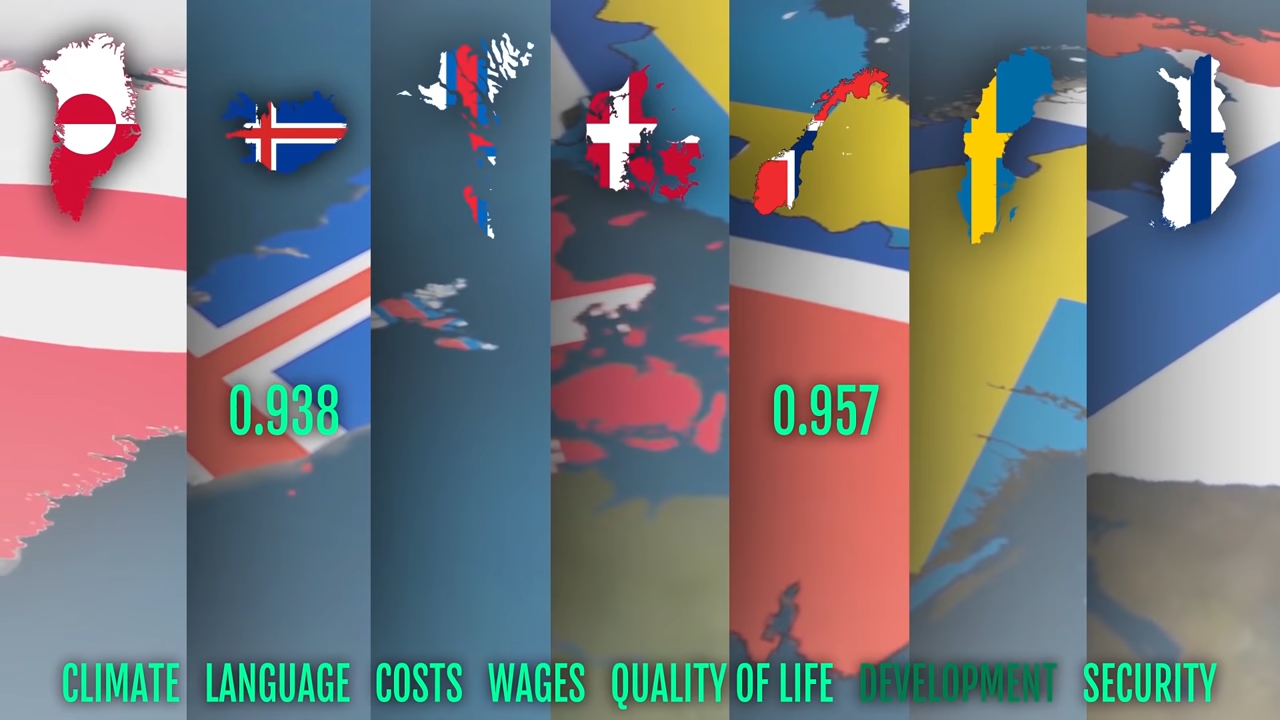 0.938 0.957
CLIMATE LANGUAGE COSTS WAGES QUALITY OF LIFE DEVELOPMENT SECURITY